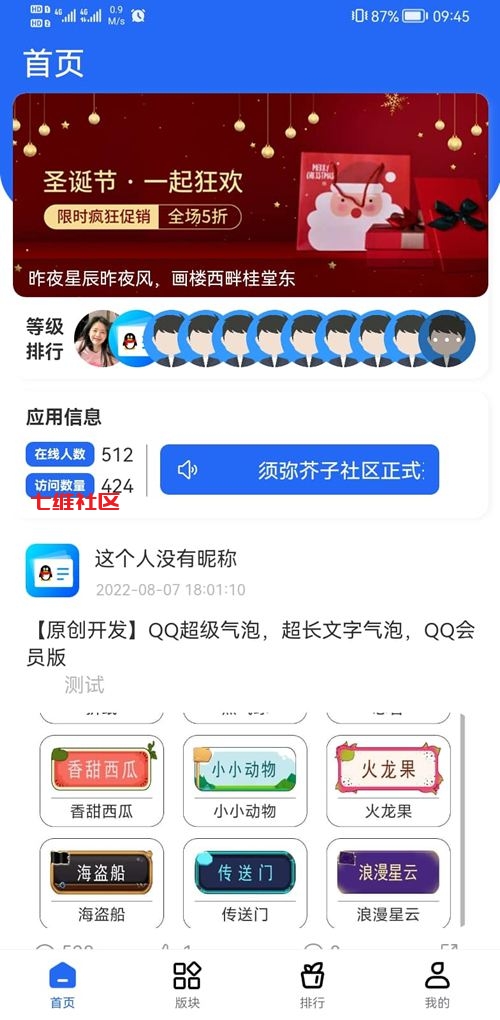 HD 1 4G 4G 0.9 M/s 87% 09:45
HD 2
首页
圣诞节·一起狂欢
限时疯狂促销 全场5折
MERRY CHRISTMAS
昨夜星辰昨夜风，画楼西畔桂堂东
等级
排行
应用信息
在线人数 512
须弥芥子社区正式
访问数量 424
七维社区
这个人没有昵称
2022-08-07 18:01:10
【原创开发】QQ超级气泡，超长文字气泡，QQ会
员版
测试
香甜西瓜 小小动物 火龙果
香甜西瓜 小小动物 火龙果
海盗船 传送门 浪漫星云
海盗船 传送门 浪漫星云
首页 版块 排行 我的